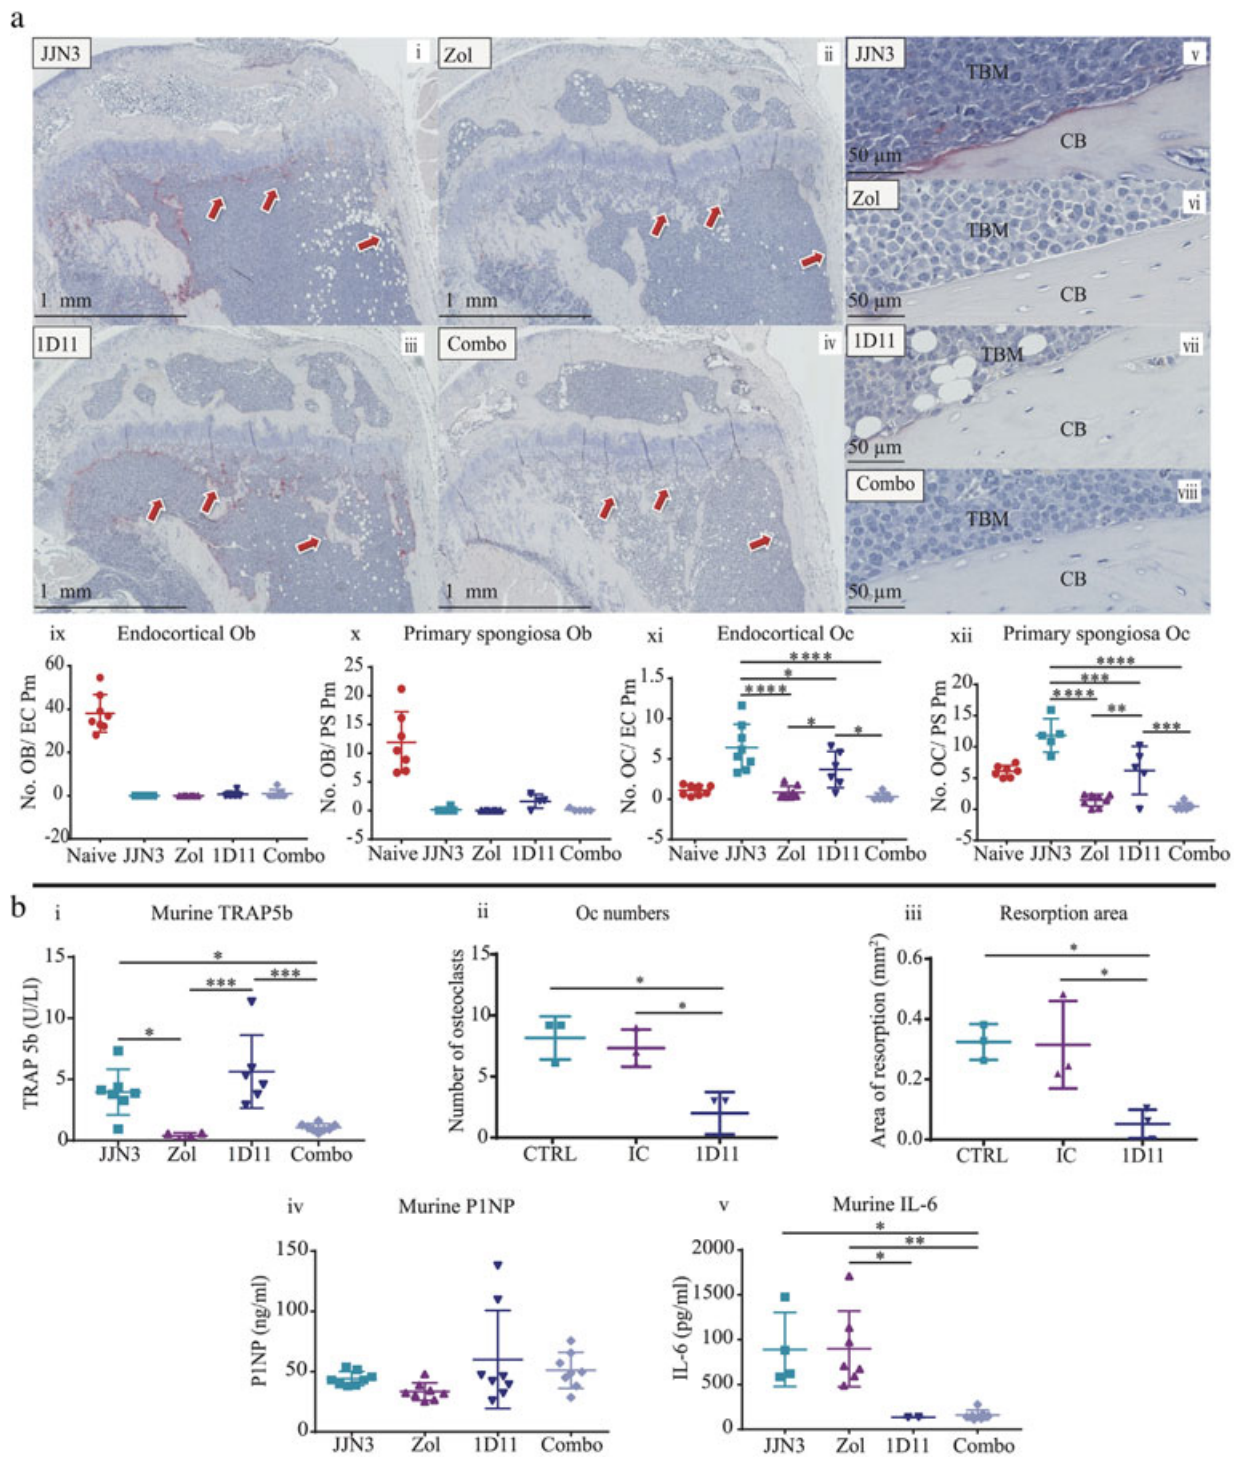 a
JJN3
i
Zol
ii
JJN3
v
TBM
CB
50 µm
1 mm
1 mm
Zol
vi
TBM
CB
50 µm
1D11
iii
Combo
iv
1D11
vii
TBM
CB
50 µm
1 mm
1 mm
Combo
viii
TBM
CB
50 µm
ix
Endocortical Ob
No. OB/ EC Pm
60
40
20
0
-20
Naive JJN3 Zol 1D11 Combo
x
Primary spongiosa Ob
No. OB/ PS Pm
25
20
15
10
5
0
-5
Naive JJN3 Zol 1D11 Combo
xi
Endocortical Oc
No. OC/ EC Pm
1.5
10
5
0
-5
****
*
****
*
*
Naive JJN3 Zol 1D11 Combo
xii
Primary spongiosa Oc
No. OC/ PS Pm
20
15
10
5
0
-5
****
***
****
**
***
Naive JJN3 Zol 1D11 Combo
b
i
Murine TRAP5b
TRAP 5b (U/LI)
15
10
5
0
*
***
***
*
JJN3 Zol 1D11 Combo
ii
Oc numbers
Number of osteoclasts
15
10
5
0
*
*
CTRL IC 1D11
iii
Resorption area
Area of resorption (mm²)
0.6
0.4
0.2
0.0
*
*
CTRL IC 1D11
iv
Murine P1NP
P1NP (ng/ml)
150
100
50
0
JJN3 Zol 1D11 Combo
v
Murine IL-6
IL-6 (pg/ml)
2000
1500
1000
500
0
*
**
*
JJN3 Zol 1D11 Combo